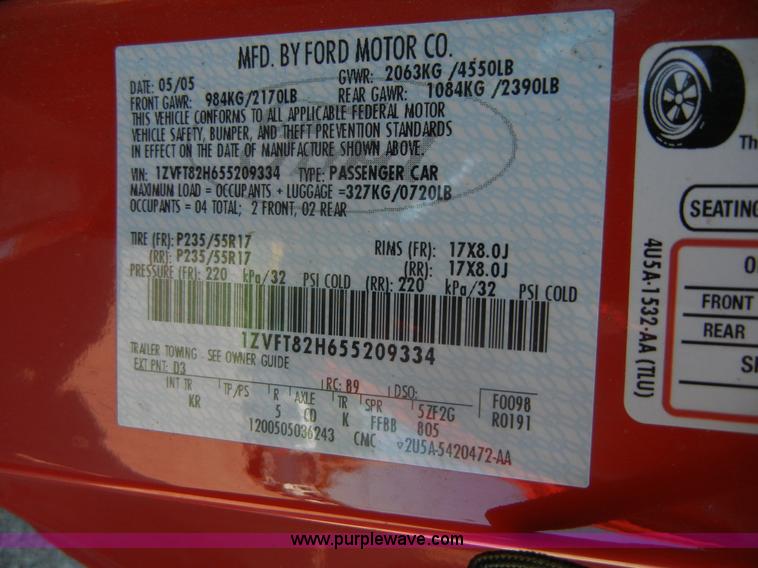 MFD. BY FORD MOTOR CO.
DATE: 05/05
GVWR: 2063KG /4550LB
FRONT GAWR: 984KG/2170LB
REAR GAWR: 1084KG /2390LB
THIS VEHICLE CONFORMS TO ALL APPLICABLE FEDERAL MOTOR
VEHICLE SAFETY, BUMPER, AND THEFT PREVENTION STANDARDS
IN EFFECT ON THE DATE OF MANUFACTURE SHOWN ABOVE.
VIN: 1ZVFT82H655209334 TYPE: PASSENGER CAR
MAXIMUM LOAD = OCCUPANTS + LUGGAGE =327KG/0720LB
OCCUPANTS = 04 TOTAL; 2 FRONT, 02 REAR
TIRE (FR): P235/55R17 RIMS (FR): 17X8.0J
(RR): P235/55R17 (RR): 17X8.0J
PRESSURE (FR): 220 kPa/32 PSI COLD (RR): 220 kPa/32 PSI COLD
1ZVFT82H655209334
TRAILER TOWING - SEE OWNER GUIDE
EXT PNT: D3 RC: 89 DSO:
INT TR TP/PS R AXLE TR SPR 5ZF2G F0098
KR 5 CD K FFBB 805 R0191
1200505036243 CMC 2U5A-5420472-AA
Th
SEATIN
4U5A-1532-AA (TLU)
FRONT
REAR
www.purplewave.com